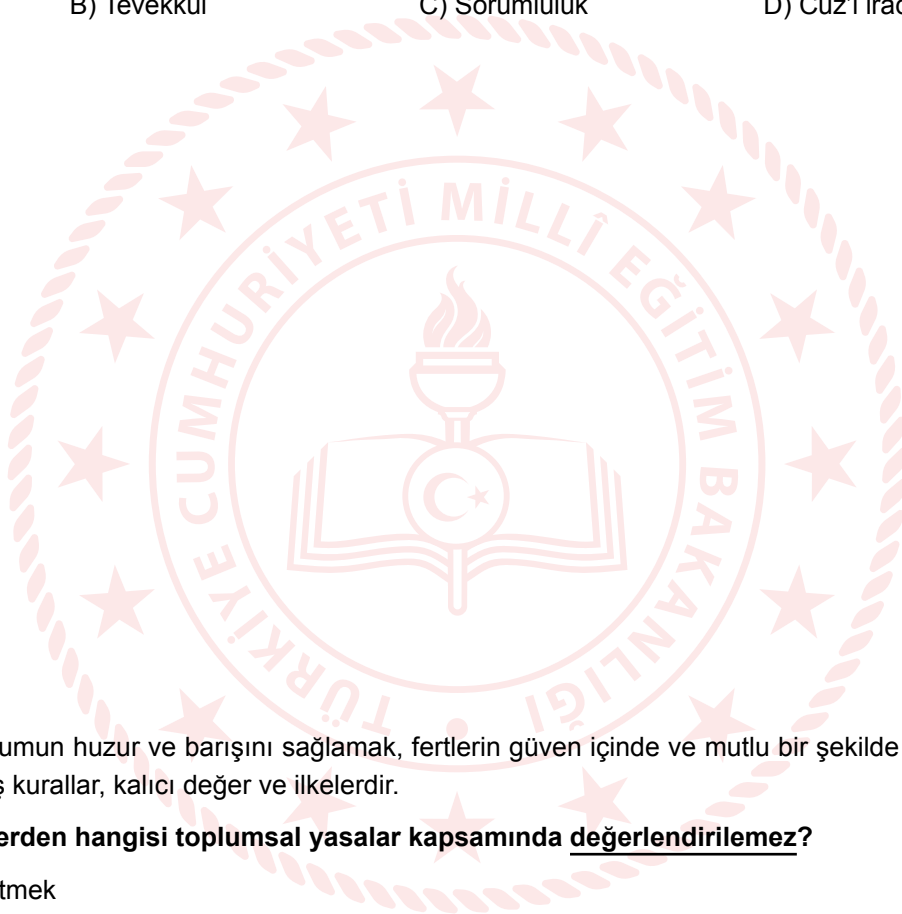 B) Tevekkül C) Sorumluluk D) Cüz'i
TÜRKİYE CUMHURİYETİ MİLLÎ EĞİTİM BAKANLIĞI
umun huzur ve barışını sağlamak, fertlerin güven içinde ve mutlu bir şekilde
ş kurallar, kalıcı değer ve ilkelerdir.
erden hangisi toplumsal yasalar kapsamında değerlendirilemez?
tmek